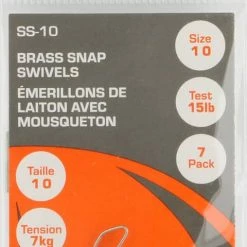 SS-10
BRASS SNAP
SWIVELS
ÉMERILLONS DE
LAITON AVEC
MOUSQUETON
Size
10
Test
15lb
7
Pack
Taille
10
Tension
7kg